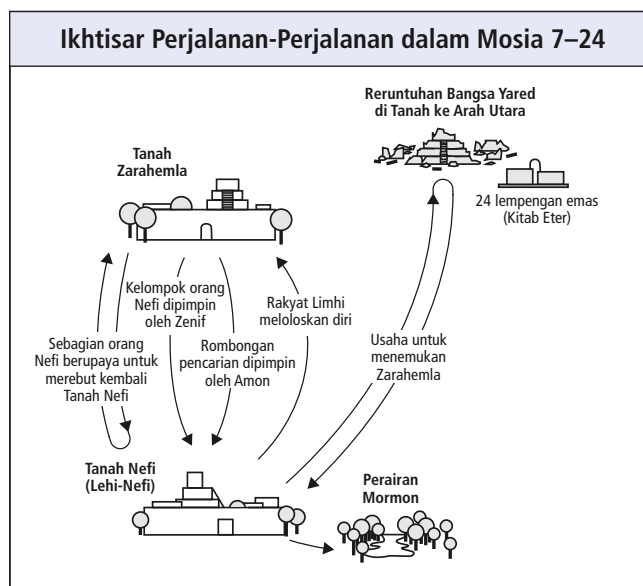 Ikhtisar Perjalanan-Perjalanan dalam Mosia 7–24
Reruntuhan Bangsa Yared
di Tanah ke Arah Utara
Tanah
Zarahemla
24 lempengan emas
(Kitab Eter)
Kelompok orang
Nefi dipimpin
oleh Zenif
Rakyat Limhi
meloloskan diri
Sebagian orang
Nefi berupaya untuk
merebut kembali
Tanah Nefi
Rombongan
pencarian dipimpin
oleh Amon
Usaha untuk
menemukan
Zarahemla
Tanah Nefi
(Lehi-Nefi)
Perairan
Mormon